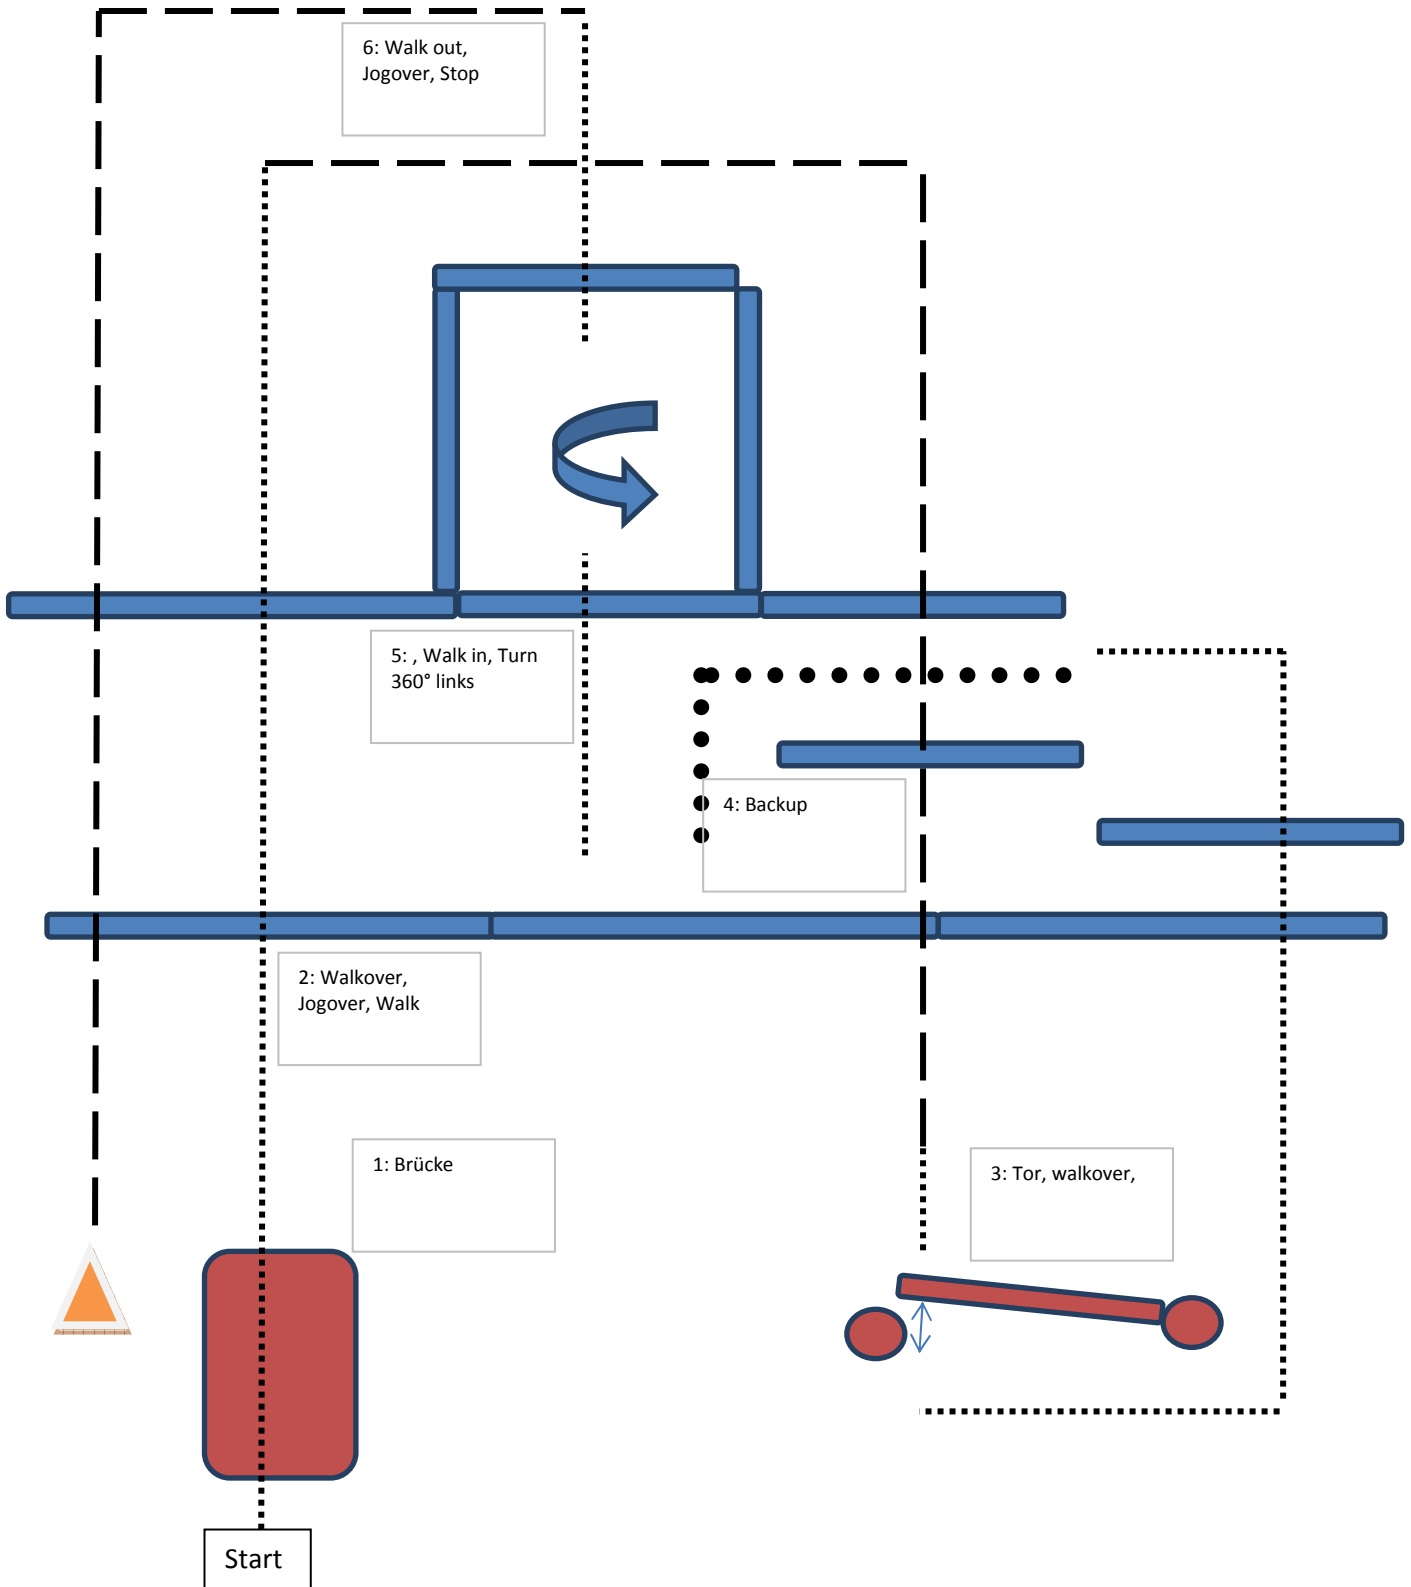 6: Walk out,
Jogover, Stop
5: , Walk in, Turn
360° links
4: Backup
2: Walkover,
Jogover, Walk
1: Brücke
3: Tor, walkover,
Start